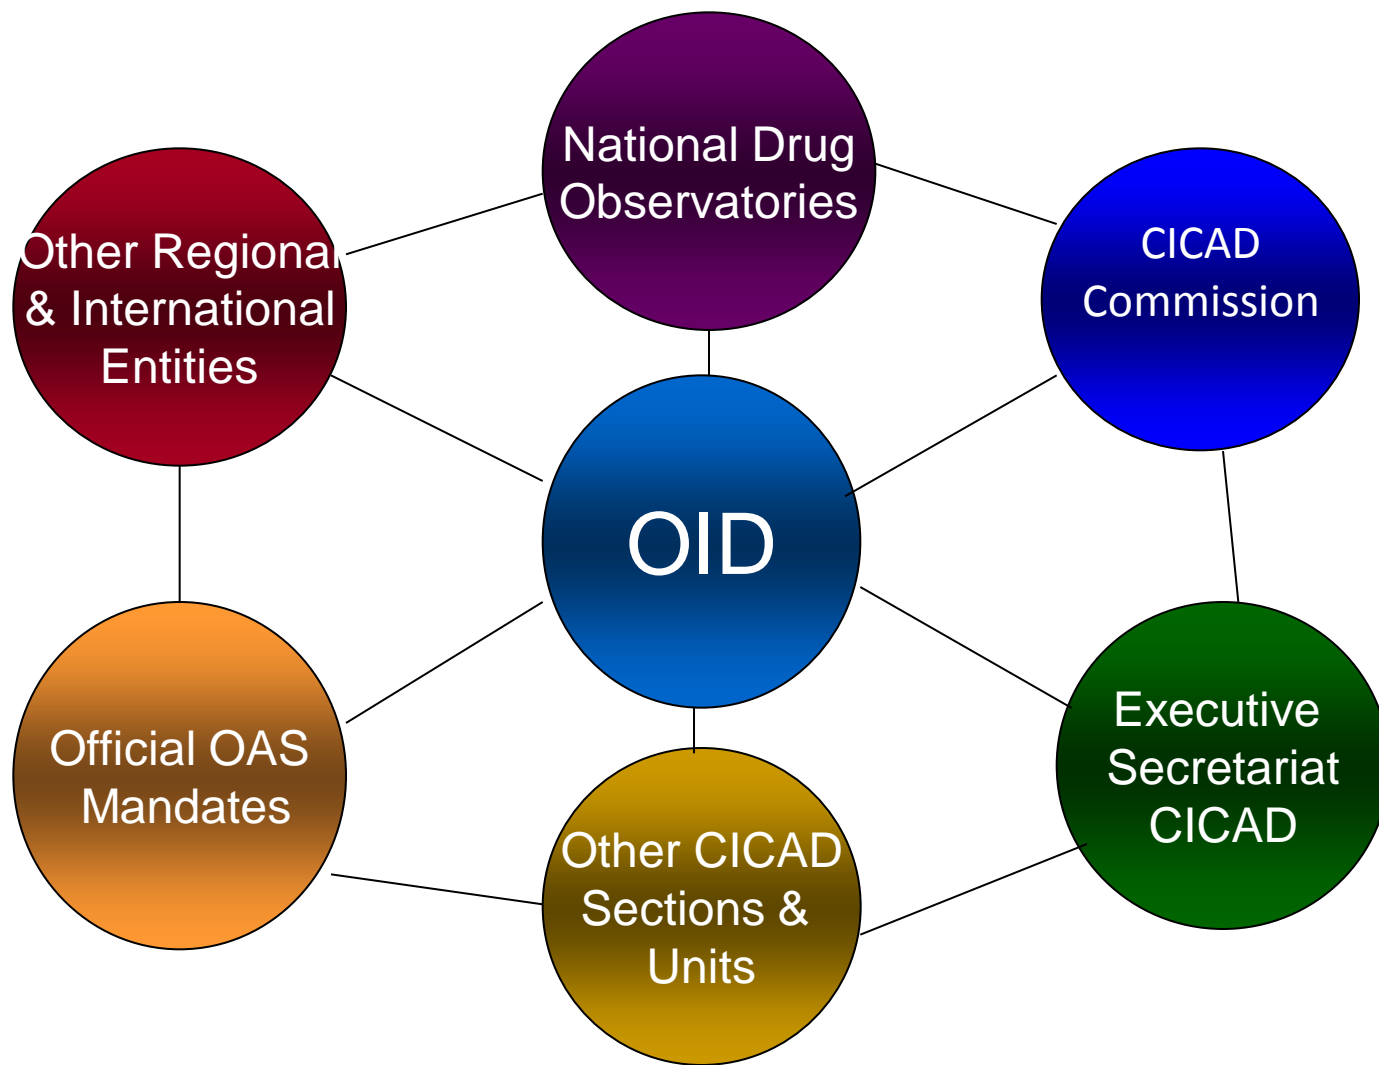 National Drug
Observatories
Other Regional
& International
Entities
CICAD
Commission
OID
Official OAS
Mandates
Executive
Secretariat
CICAD
Other CICAD
Sections &
Units